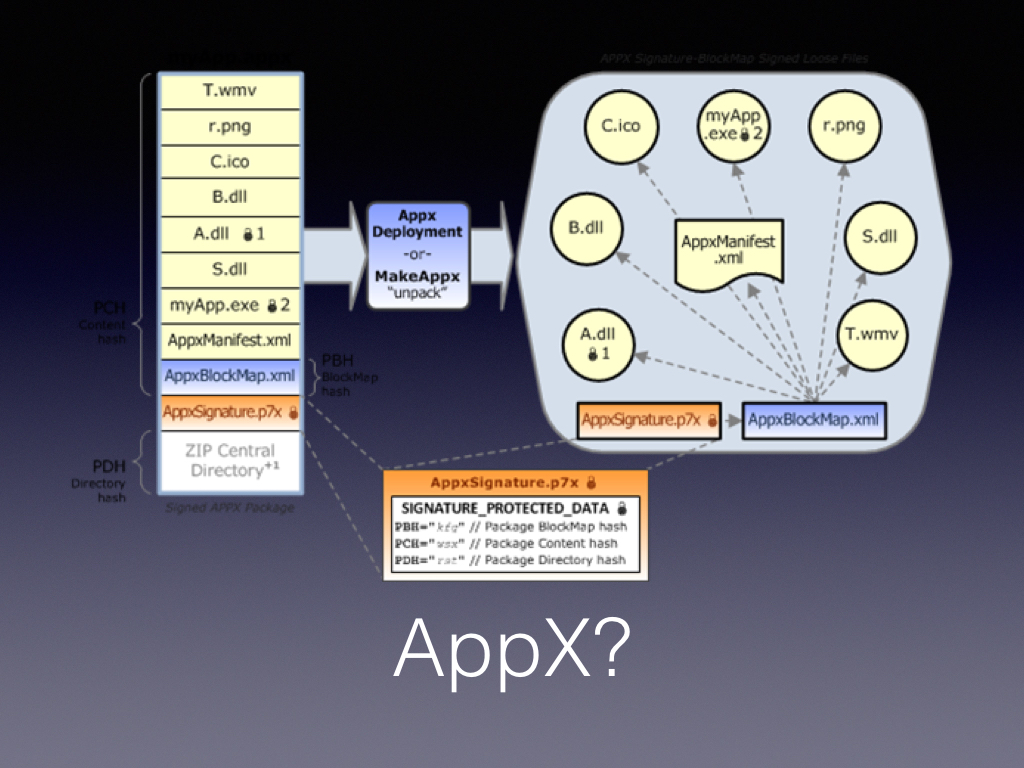 myApp.appx
T.wmv
r.png
C.ico
B.dll
A.dll 1
S.dll
myApp.exe 2
AppxManifest.xml
AppxBlockMap.xml
AppxSignature.p7x
ZIP Central
Directory+1
Signed APPX Package
PCH
Content
hash
PBH
BlockMap
hash
PDH
Directory
hash
Appx
Deployment
-or-
MakeAppx
"unpack"
APPX Signature-BlockMap Signed Loose Files
C.ico
myApp
.exe 2
r.png
B.dll
AppxManifest
.xml
S.dll
A.dll
1
T.wmv
AppxSignature.p7x
AppxBlockMap.xml
AppxSignature.p7x
SIGNATURE_PROTECTED_DATA
PBH="kfg" // Package BlockMap hash
PCH="wsx" // Package Content hash
PDH="rst" // Package Directory hash
AppX?